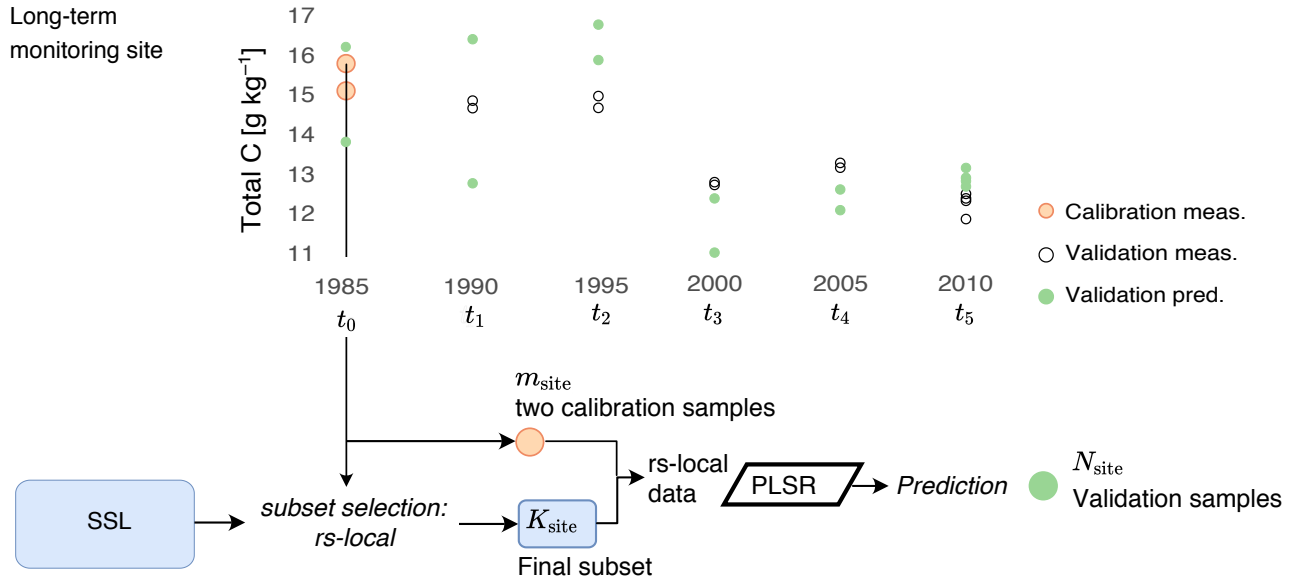 Long-term
monitoring site
Total C [g kg⁻¹]
17
16
15
14
13
12
11
1985
1990
1995
2000
2005
2010
t₀
t₁
t₂
t₃
t₄
t₅
Calibration meas.
Validation meas.
Validation pred.
m_site
two calibration samples
SSL
subset selection:
rs-local
K_site
Final subset
rs-local
data
PLSR
Prediction
N_site
Validation samples